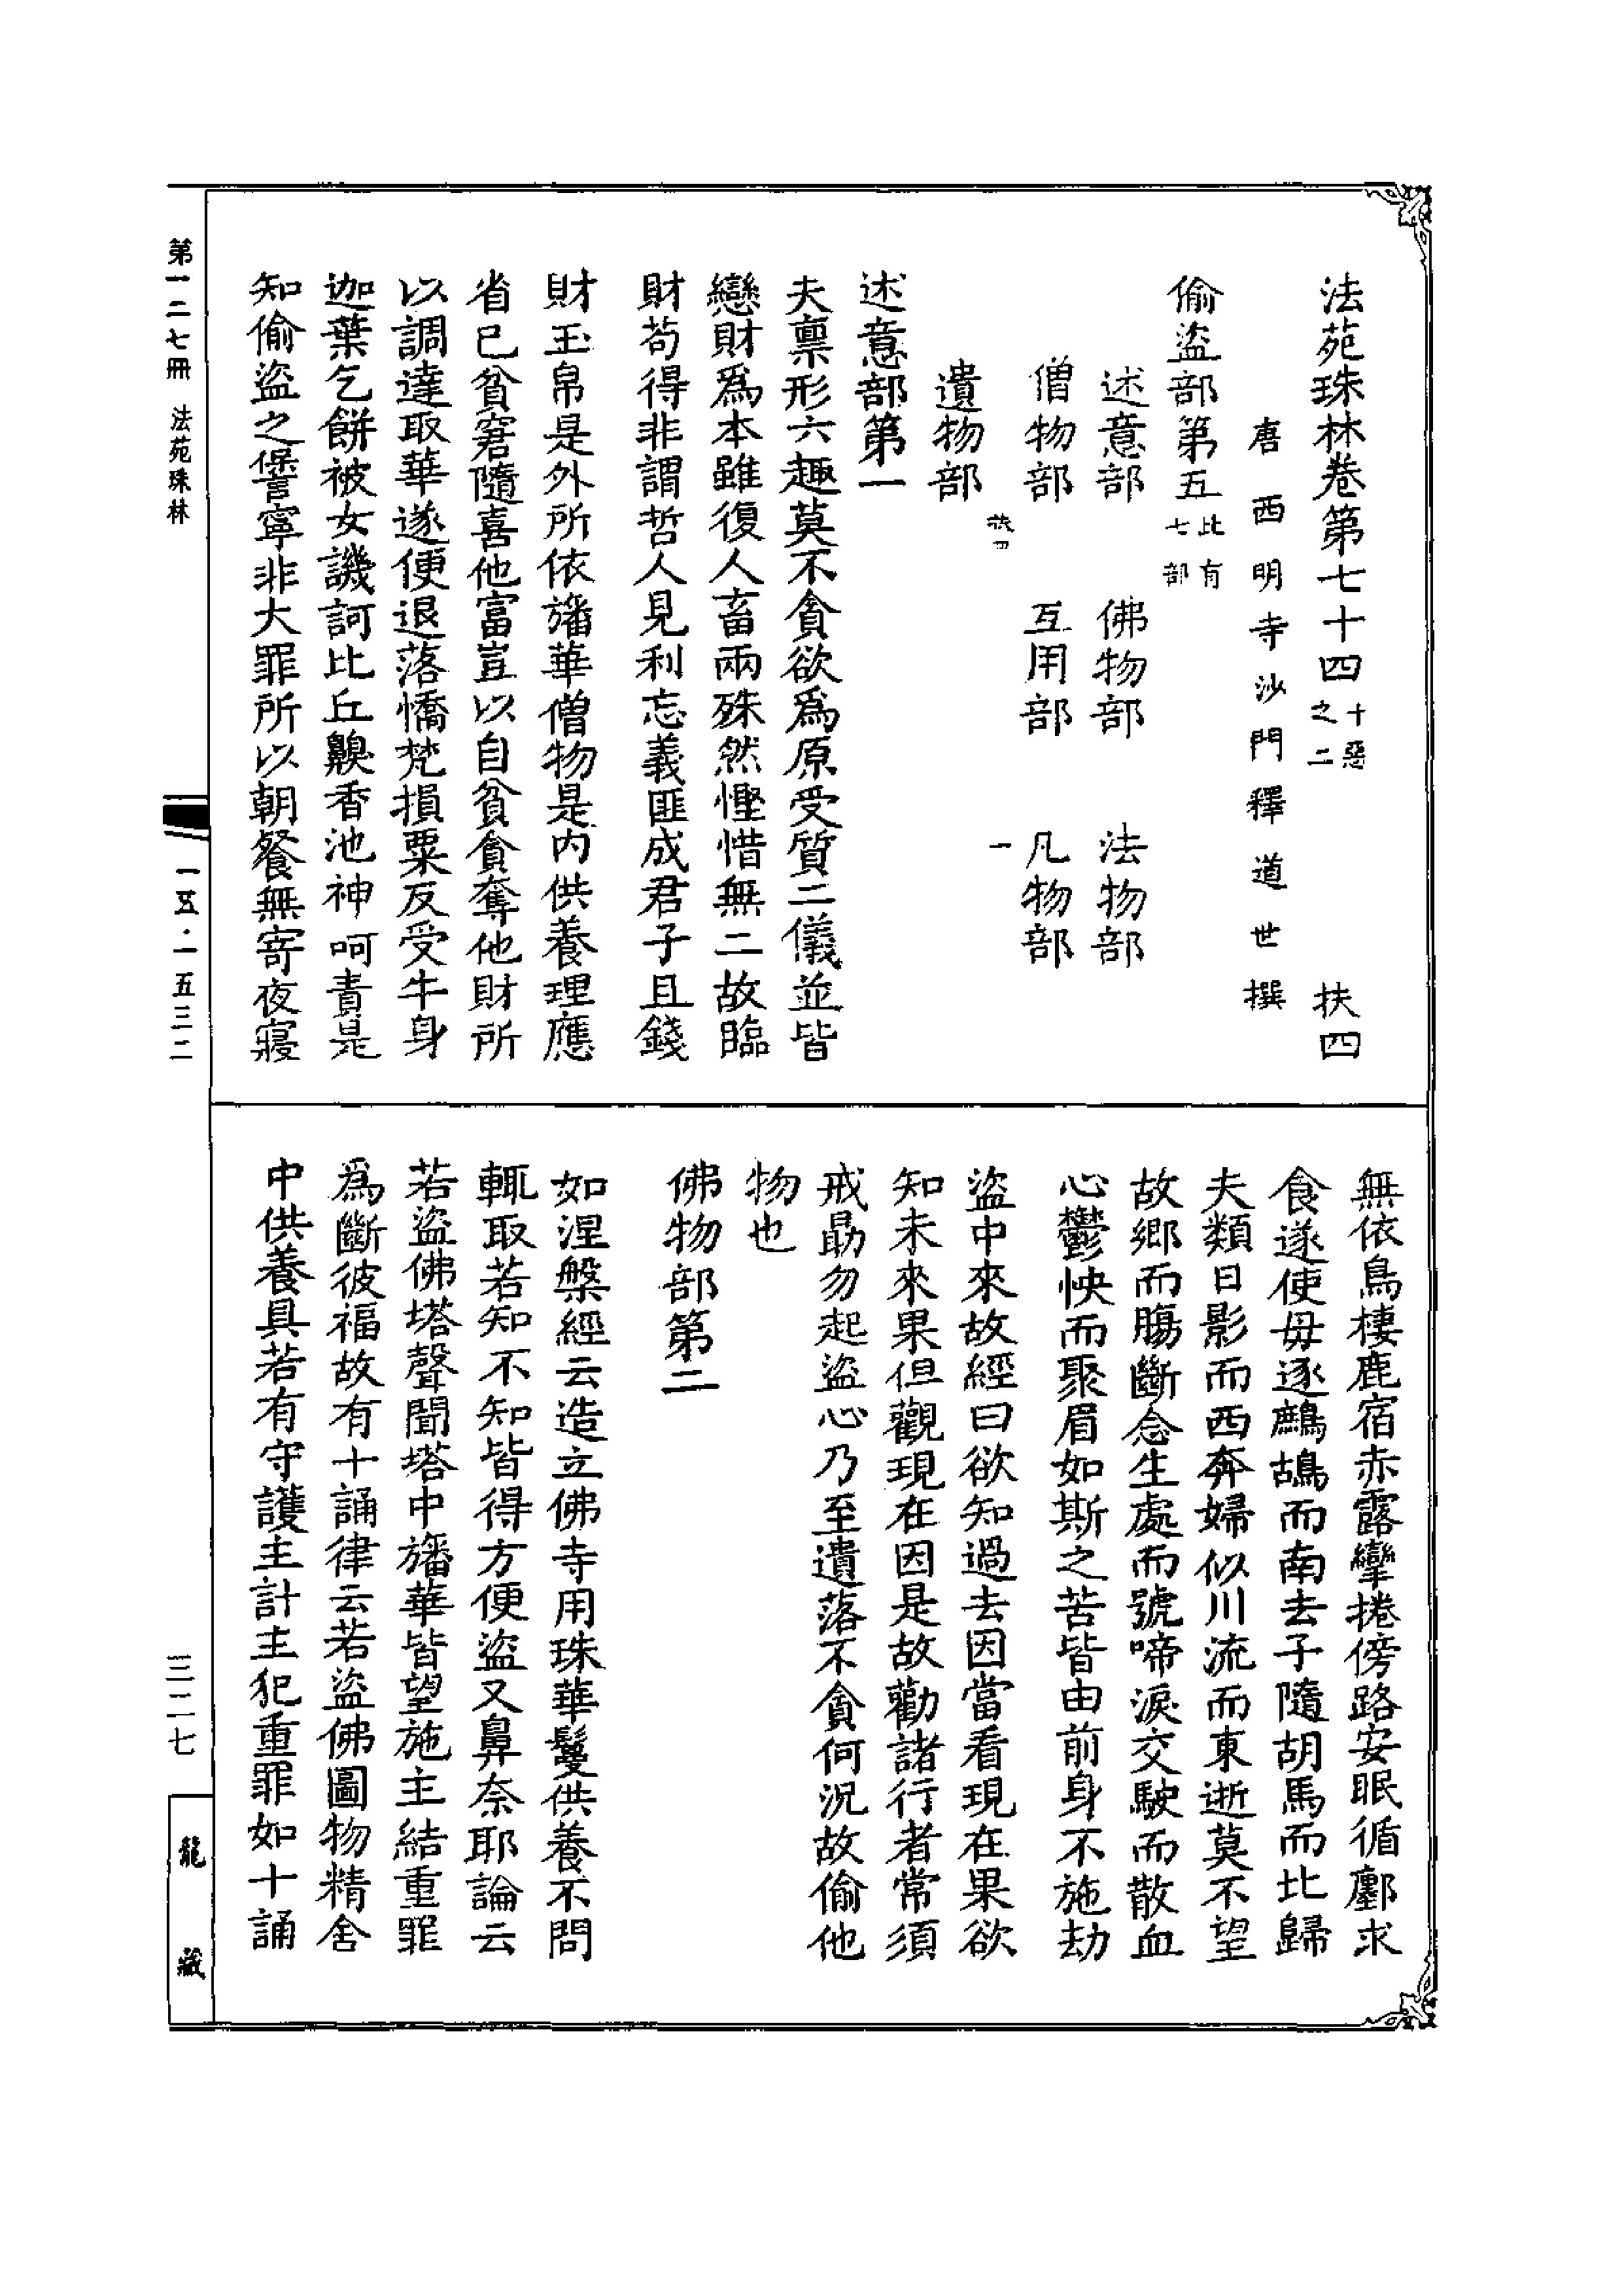 法苑珠林卷第七十四十惡之二　扶四
唐西明寺沙門釋道世撰
偷盜部第五此有七部
述意部　佛物部　法物部
僧物部　互用部　凡物部
扶四　一
遺物部
述意部第一
夫稟形六趣莫不貪欲爲原受質二儀並皆
戀財爲本雖復人畜兩殊然慳惜無二故臨
財苟得非謂哲人見利忘義匪成君子且錢
財玉帛是外所依旛華僧物是內供養理應
省已貧窘隨喜他富豈以自貧貪奪他財所
以調達取華遂便退落憍梵損粟反受牛身
迦葉乞餅被女譏訶比丘齅香池神呵責是
知偷盜之諐寧非大罪所以朝餐無寄夜寢
無依鳥棲鹿宿赤露攣捲傍路安眠循鄽求
食遂使母逐鷓鴣而南去子隨胡馬而北歸
夫類日影而西奔婦似川流而東逝莫不望
故鄉而腸斷念生處而號啼淚交駛而散血
心鬱怏而聚眉如斯之苦皆由前身不施劫
盜中來故經曰欲知過去因當看現在果欲
知未來果但觀現在因是故勸諸行者常須
戒勗勿起盜心乃至遺落不貪何況故偷他
物也
佛物部第二
如涅槃經云造立佛寺用珠華鬘供養不問
輒取若知不知皆得方便盜又鼻奈耶論云
若盜佛塔聲聞塔中旛華皆望施主結重罪
爲斷彼福故有十誦律云若盜佛圖物精舍
中供養具若有守護主計主犯重罪如十誦
第一二七冊　法苑珠林
一五·一五三二
三二七
龍藏